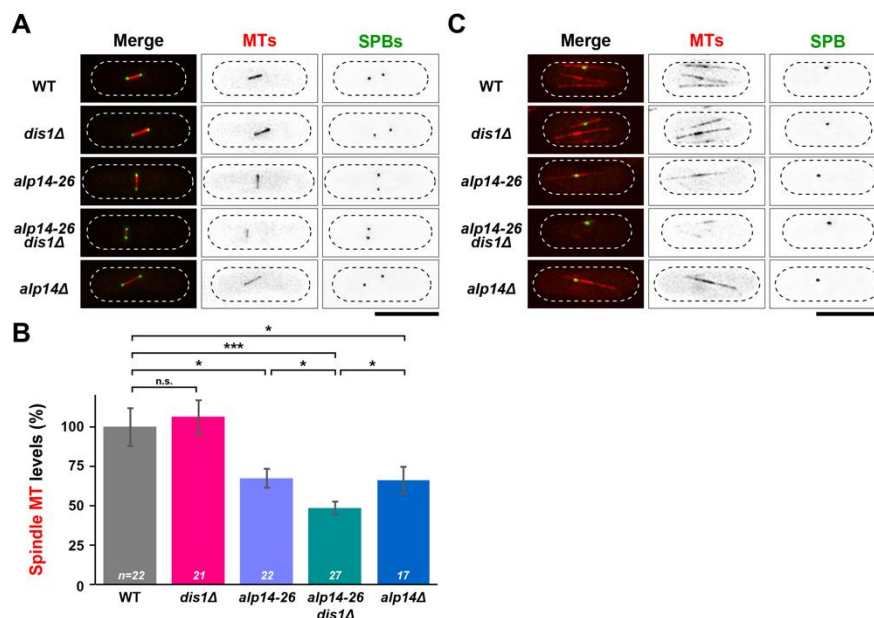 A
Merge MTs SPBs
WT
dis1Δ
alp14-26
alp14-26
dis1Δ
alp14Δ
C
Merge MTs SPB
WT
dis1Δ
alp14-26
alp14-26
dis1Δ
alp14Δ
B
*
***
* * *
n.s.
Spindle MT levels (%)
100
75
50
25
0
n=22 21 22 27 17
WT dis1Δ alp14-26 alp14-26 alp14Δ
dis1Δ